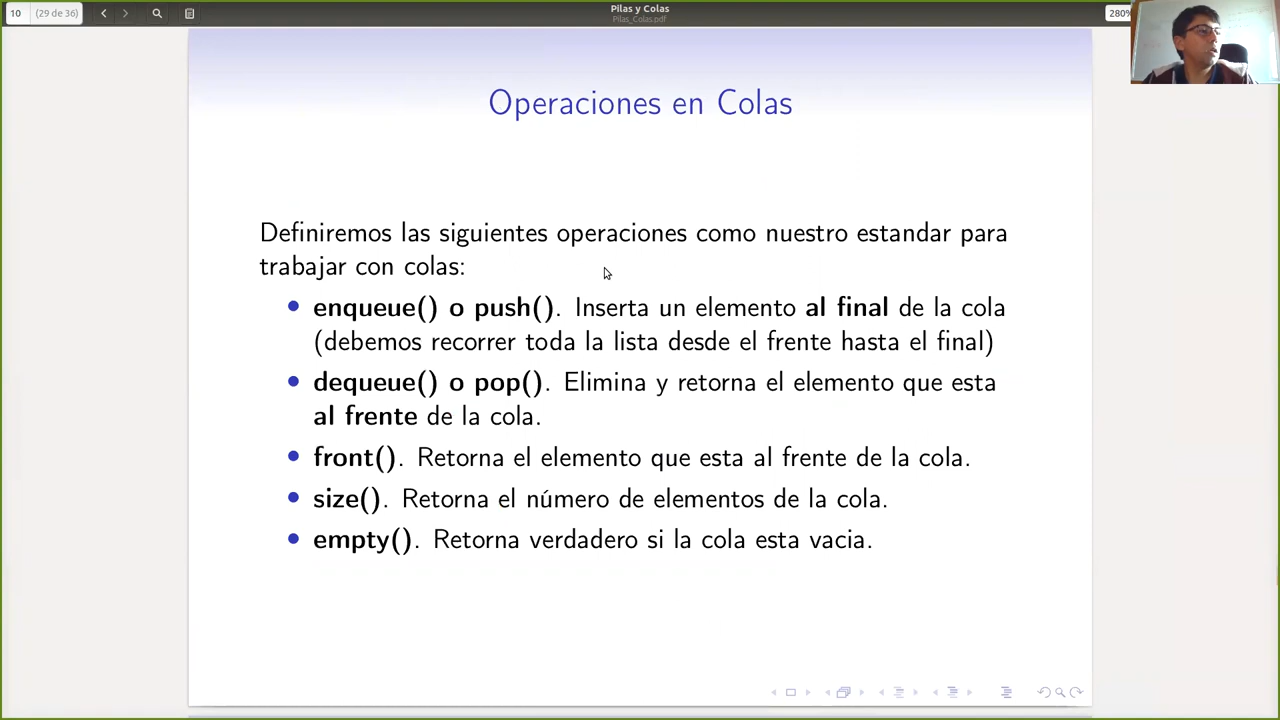 10
(29 de 36)
Pilas y Colas
Pilas_Colas.pdf
280%
Operaciones en Colas
Definiremos las siguientes operaciones como nuestro estandar para
trabajar con colas:
• enqueue() o push(). Inserta un elemento al final de la cola
(debemos recorrer toda la lista desde el frente hasta el final)
• dequeue() o pop(). Elimina y retorna el elemento que esta
al frente de la cola.
• front(). Retorna el elemento que esta al frente de la cola.
• size(). Retorna el número de elementos de la cola.
• empty(). Retorna verdadero si la cola esta vacia.